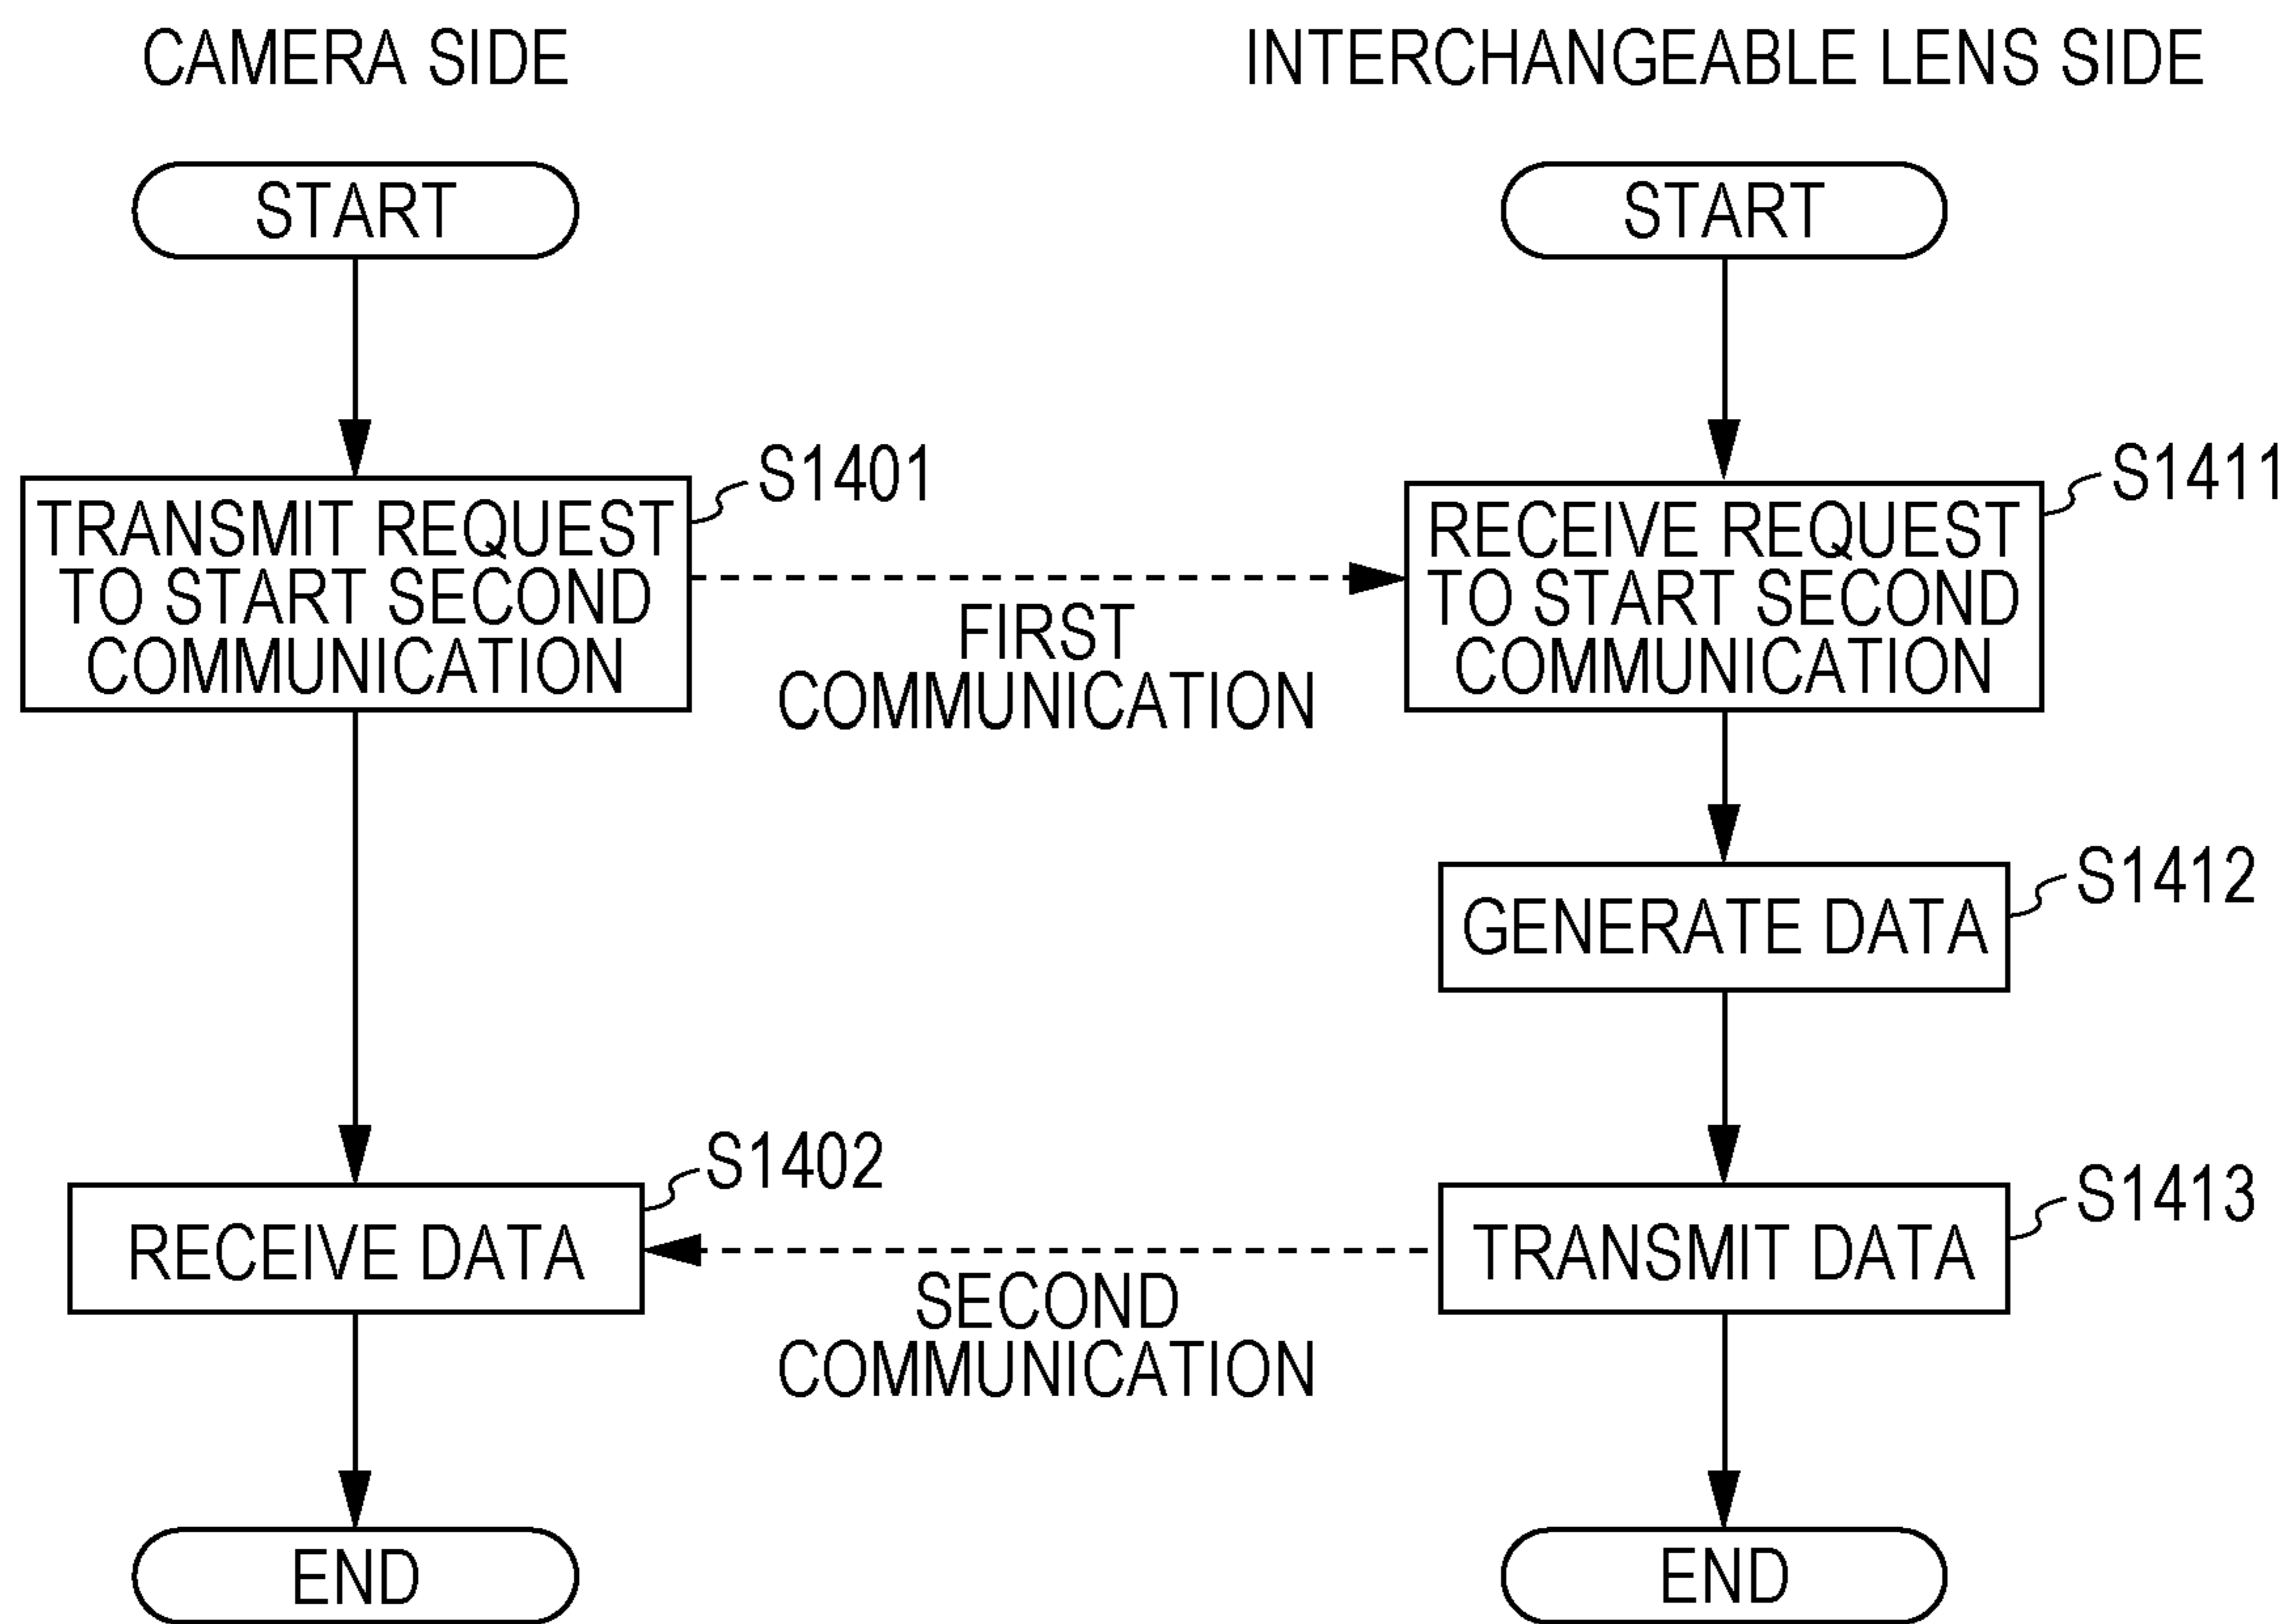 CAMERA SIDE
INTERCHANGEABLE LENS SIDE
START
START
S1401
TRANSMIT REQUEST
TO START SECOND
COMMUNICATION
FIRST
COMMUNICATION
S1411
RECEIVE REQUEST
TO START SECOND
COMMUNICATION
S1412
GENERATE DATA
S1402
RECEIVE DATA
SECOND
COMMUNICATION
S1413
TRANSMIT DATA
END
END